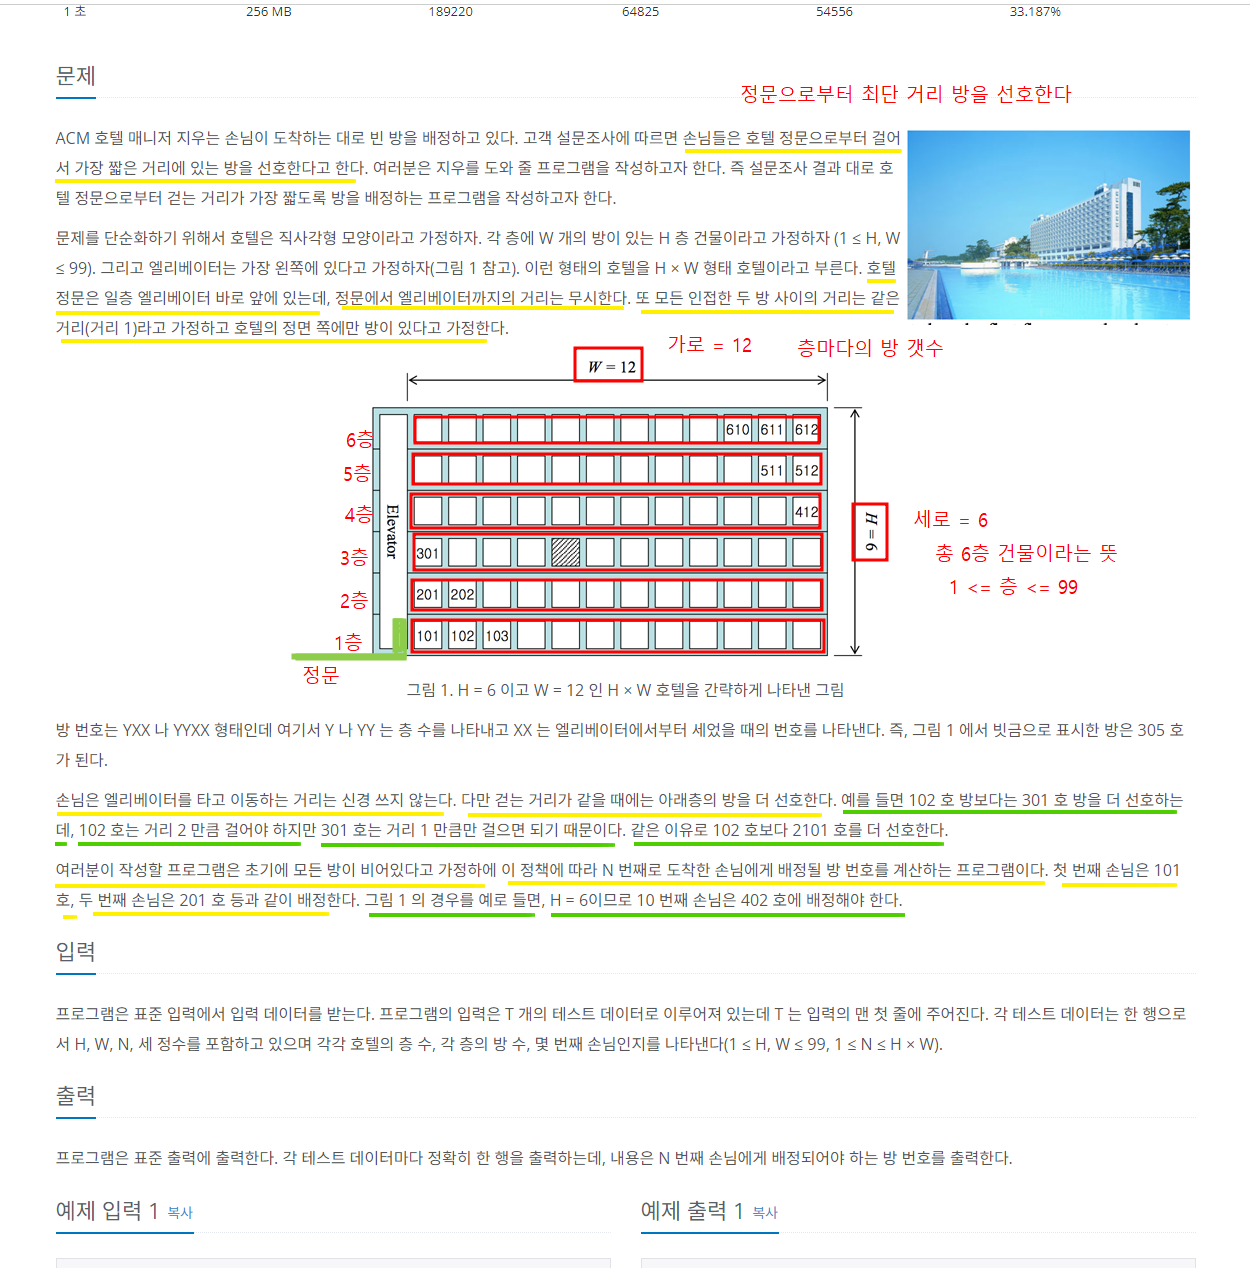 1 초 256 MB 189220 64825 54556 33.187%
문제
정문으로부터 최단 거리 방을 선호한다
ACM 호텔 매니저 지우는 손님이 도착하는 대로 빈 방을 배정하고 있다. 고객 설문조사에 따르면 손님들은 호텔 정문으로부터 걸어
서 가장 짧은 거리에 있는 방을 선호한다고 한다. 여러분은 지우를 도와 줄 프로그램을 작성하고자 한다. 즉 설문조사 결과 대로 호
텔 정문으로부터 걷는 거리가 가장 짧도록 방을 배정하는 프로그램을 작성하고자 한다.
문제를 단순화하기 위해서 호텔은 직사각형 모양이라고 가정하자. 각 층에 W 개의 방이 있는 H 층 건물이라고 가정하자 (1 ≤ H, W
≤ 99). 그리고 엘리베이터는 가장 왼쪽에 있다고 가정하자(그림 1 참고). 이런 형태의 호텔을 H × W 형태 호텔이라고 부른다. 호텔
정문은 일층 엘리베이터 바로 앞에 있는데, 정문에서 엘리베이터까지의 거리는 무시한다. 또 모든 인접한 두 방 사이의 거리는 같은
거리(거리 1)라고 가정하고 호텔의 정면 쪽에만 방이 있다고 가정한다.
가로 = 12 층마다의 방 갯수
W = 12
6층 610 611 612
5층 511 512
4층 412
Elevator
H = 6
세로 = 6
총 6층 건물이라는 뜻
1 <= 층 <= 99
3층 301
2층 201 202
1층 101 102 103
정문
그림 1. H = 6 이고 W = 12 인 H × W 호텔을 간략하게 나타낸 그림
방 번호는 YXX 나 YYXX 형태인데 여기서 Y 나 YY 는 층 수를 나타내고 XX 는 엘리베이터에서부터 세었을 때의 번호를 나타낸다. 즉, 그림 1 에서 빗금으로 표시한 방은 305 호
가 된다.
손님은 엘리베이터를 타고 이동하는 거리는 신경 쓰지 않는다. 다만 걷는 거리가 같을 때에는 아래층의 방을 더 선호한다. 예를 들면 102 호 방보다는 301 호 방을 더 선호하는
데, 102 호는 거리 2 만큼 걸어야 하지만 301 호는 거리 1 만큼만 걸으면 되기 때문이다. 같은 이유로 102 호보다 2101 호를 더 선호한다.
여러분이 작성할 프로그램은 초기에 모든 방이 비어있다고 가정하에 이 정책에 따라 N 번째로 도착한 손님에게 배정될 방 번호를 계산하는 프로그램이다. 첫 번째 손님은 101
호, 두 번째 손님은 201 호 등과 같이 배정한다. 그림 1 의 경우를 예로 들면, H = 6이므로 10 번째 손님은 402 호에 배정해야 한다.
입력
프로그램은 표준 입력에서 입력 데이터를 받는다. 프로그램의 입력은 T 개의 테스트 데이터로 이루어져 있는데 T 는 입력의 맨 첫 줄에 주어진다. 각 테스트 데이터는 한 행으로
서 H, W, N, 세 정수를 포함하고 있으며 각각 호텔의 층 수, 각 층의 방 수, 몇 번째 손님인지를 나타낸다(1 ≤ H, W ≤ 99, 1 ≤ N ≤ H × W).
출력
프로그램은 표준 출력에 출력한다. 각 테스트 데이터마다 정확히 한 행을 출력하는데, 내용은 N 번째 손님에게 배정되어야 하는 방 번호를 출력한다.
예제 입력 1 복사
예제 출력 1 복사